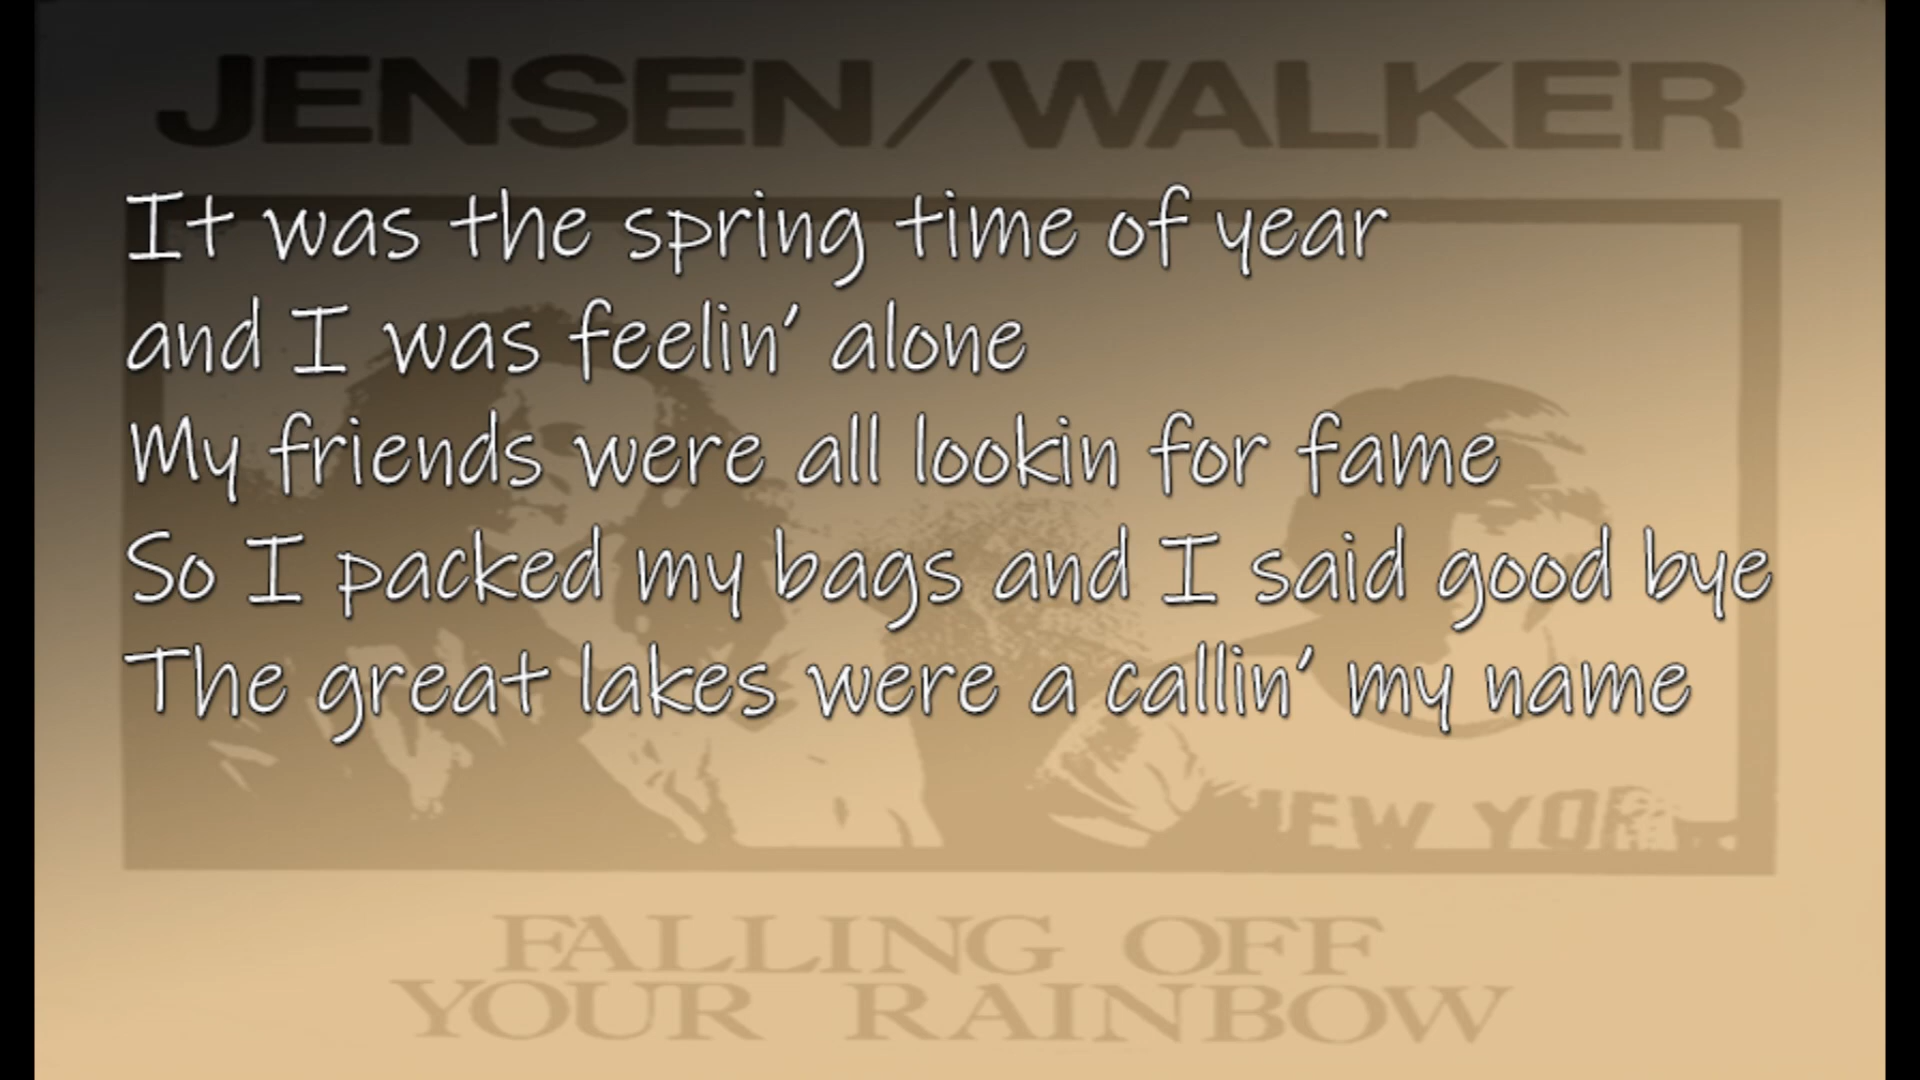 JENSEN/WALKER
It was the spring time of year
and I was feelin' alone
My friends were all lookin for fame
So I packed my bags and I said good bye
The great lakes were a callin' my name
NEW YORK
FALLING OFF
YOUR RAINBOW